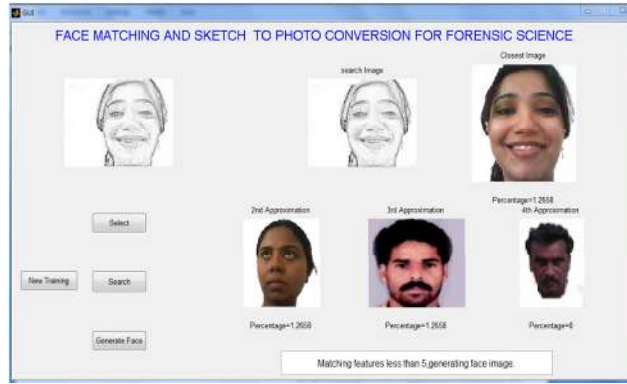 GUI
FACE MATCHING AND SKETCH TO PHOTO CONVERSION FOR FORENSIC SCIENCE
search Image
Closest Image
Percentage=1.2658
Select
2nd Approximation
3rd Approximation
4th Approximation
New Training
Search
Percentage=1.2658
Percentage=1.2658
Percentage=0
Generate Face
Matching features less than 5,generating face image.